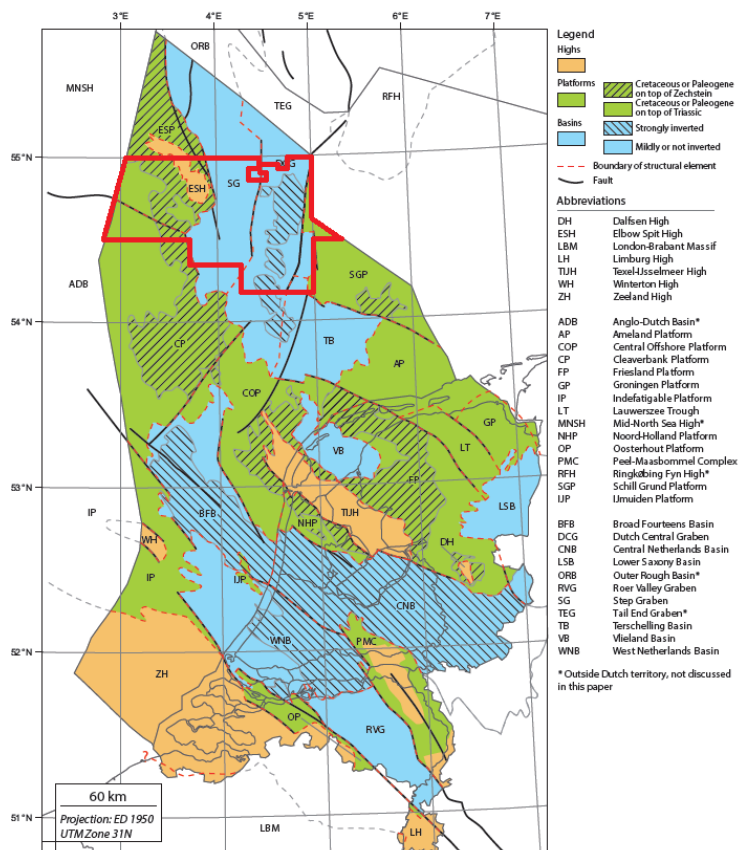 3°E
4°E
5°E
6°E
7°E
ORB
MNSH
TEG
RFH
ESP
55°N
ESH
SG
ADB
SGP
54°N
TB
CP
AP
COP
GP
LT
VB
53°N
FP
IP
BFB
TIJH
LSB
NHP
WH
DH
IP
IJP
CNB
WNB
PMC
52°N
ZH
OP
RVG
?
60 km
Projection: ED 1950
UTM Zone 31N
51°N
LBM
LH
Legend
Highs
Platforms
Cretaceous or Paleogene
on top of Zechstein
Cretaceous or Paleogene
on top of Triassic
Basins
Strongly inverted
Mildly or not inverted
Boundary of structural element
Fault
Abbreviations
DH Dalfsen High
ESH Elbow Spit High
LBM London-Brabant Massif
LH Limburg High
TIJH Texel-IJsselmeer High
WH Winterton High
ZH Zeeland High
ADB Anglo-Dutch Basin*
AP Ameland Platform
COP Central Offshore Platform
CP Cleaverbank Platform
FP Friesland Platform
GP Groningen Platform
IP Indefatigable Platform
LT Lauwerszee Trough
MNSH Mid-North Sea High*
NHP Noord-Holland Platform
OP Oosterhout Platform
PMC Peel-Maasbommel Complex
RFH Ringkøbing Fyn High*
SGP Schill Grund Platform
IJP IJmuiden Platform
BFB Broad Fourteens Basin
DCG Dutch Central Graben
CNB Central Netherlands Basin
LSB Lower Saxony Basin
ORB Outer Rough Basin*
RVG Roer Valley Graben
SG Step Graben
TEG Tail End Graben*
TB Terschelling Basin
VB Vlieland Basin
WNB West Netherlands Basin
* Outside Dutch territory, not discussed
in this paper